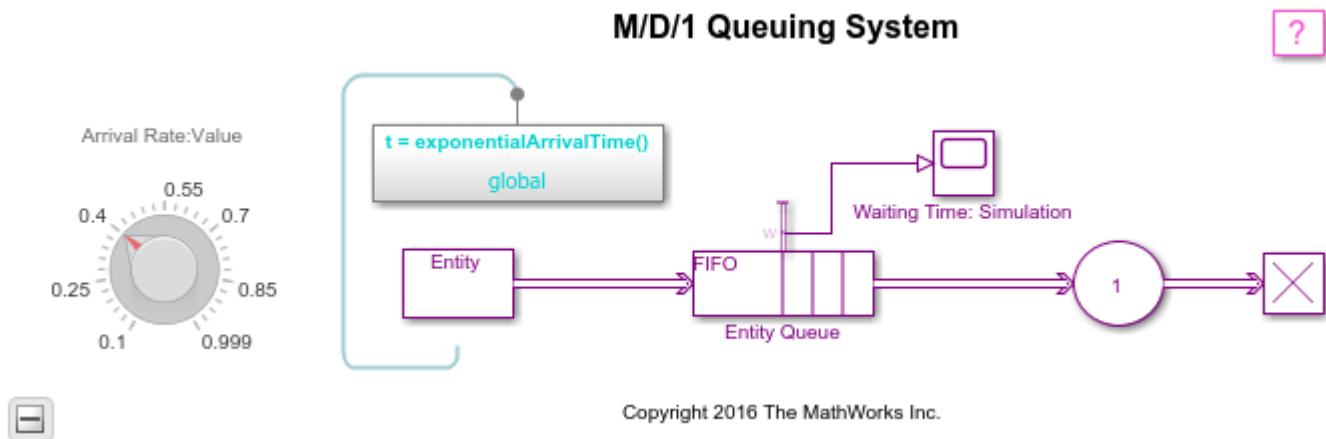 M/D/1 Queuing System
?
Arrival Rate:Value
t = exponentialArrivalTime()
global
0.55
0.4
0.7
0.25
0.85
0.1
0.999
Waiting Time: Simulation
W
Entity
FIFO
1
Entity Queue
Copyright 2016 The MathWorks Inc.